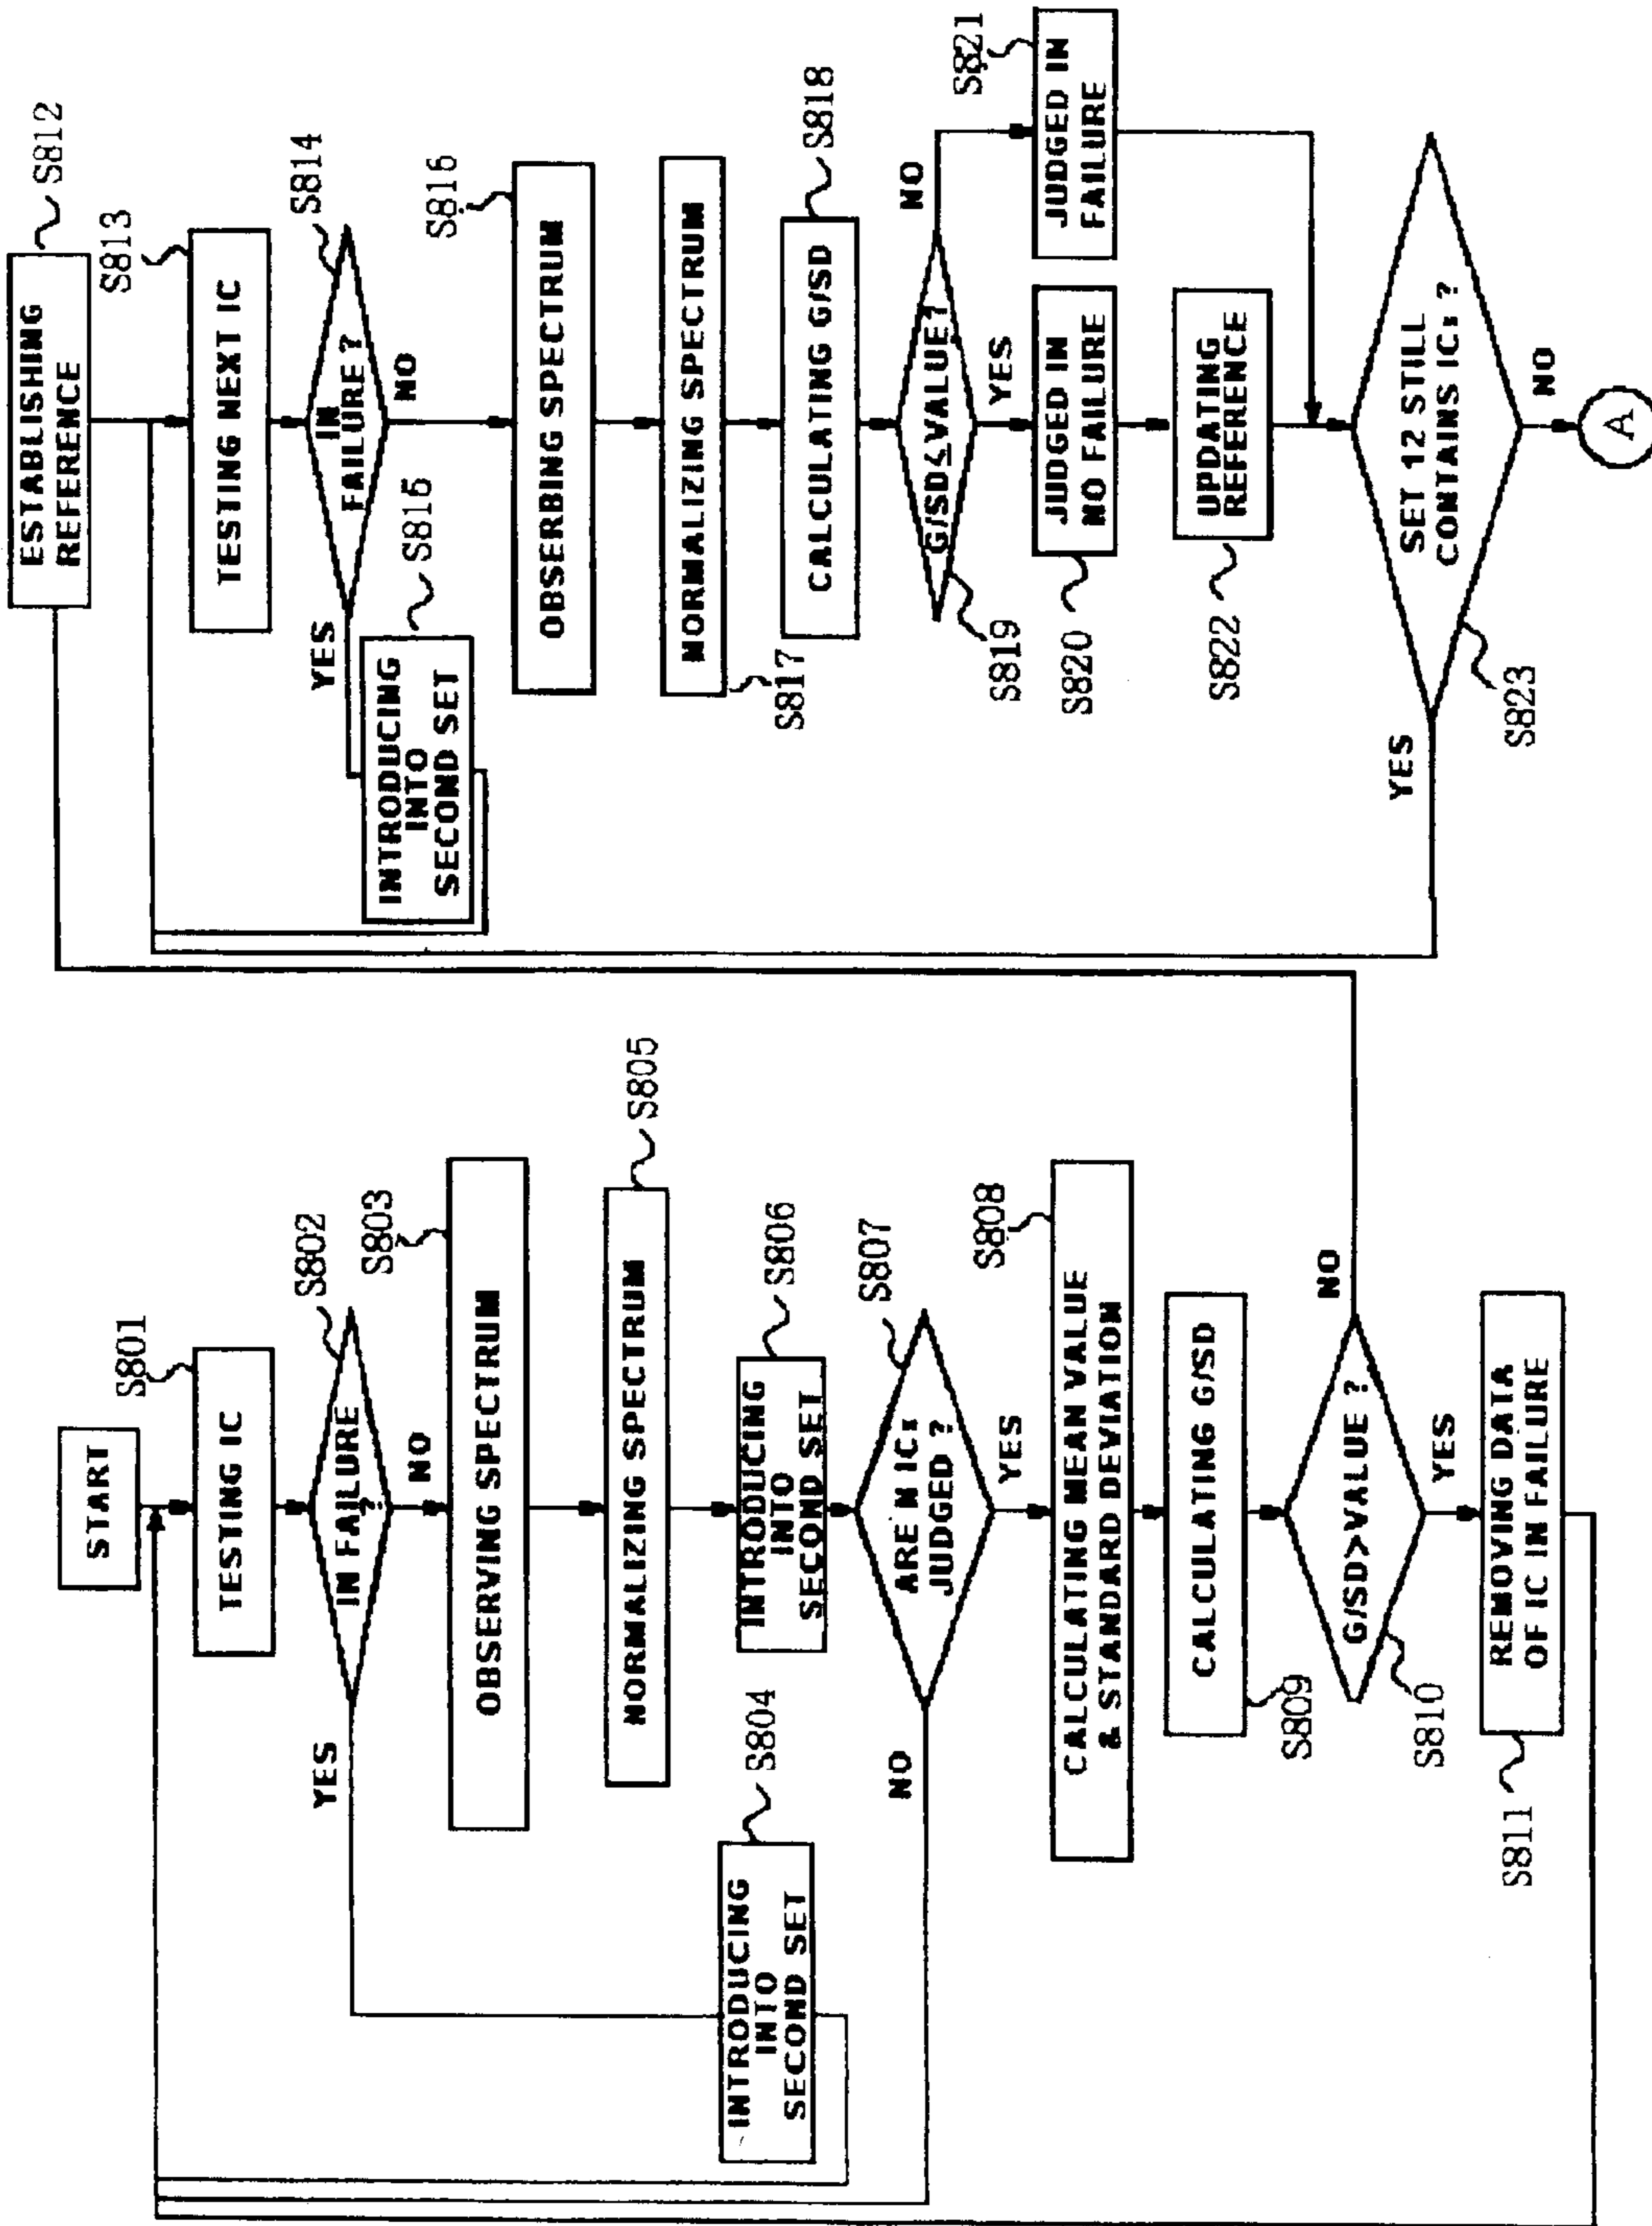 START
S801
TESTING IC
S802
IN FAILURE
?
YES
NO
S803
OBSERVING SPECTRUM
S804
INTRODUCING
INTO
SECOND SET
S805
NORMALIZING SPECTRUM
S806
INTRODUCING
INTO
SECOND SET
S807
ARE N ICs
JUDGED ?
NO
YES
S808
CALCULATING MEAN VALUE
& STANDARD DEVIATION
CALCULATING G/SD
S809
G/SD>VALUE ?
NO
S810
YES
REMOVING DATA
OF IC IN FAILURE
S811
ESTABLISHING
REFERENCE
S812
S813
TESTING NEXT IC
S814
IN
FAILURE ?
YES
NO
S815
INTRODUCING
INTO
SECOND SET
S816
OBSERBING SPECTRUM
NORMALIZING SPECTRUM
S817
S818
CALCULATING G/SD
G/SD≤VALUE?
NO
S819
YES
S821
JUDGED IN
FAILURE
JUDGED IN
NO FAILURE
S820
UPDATING
REFERENCE
S822
SET 12 STILL
CONTAINS ICs ?
YES
S823
NO
A